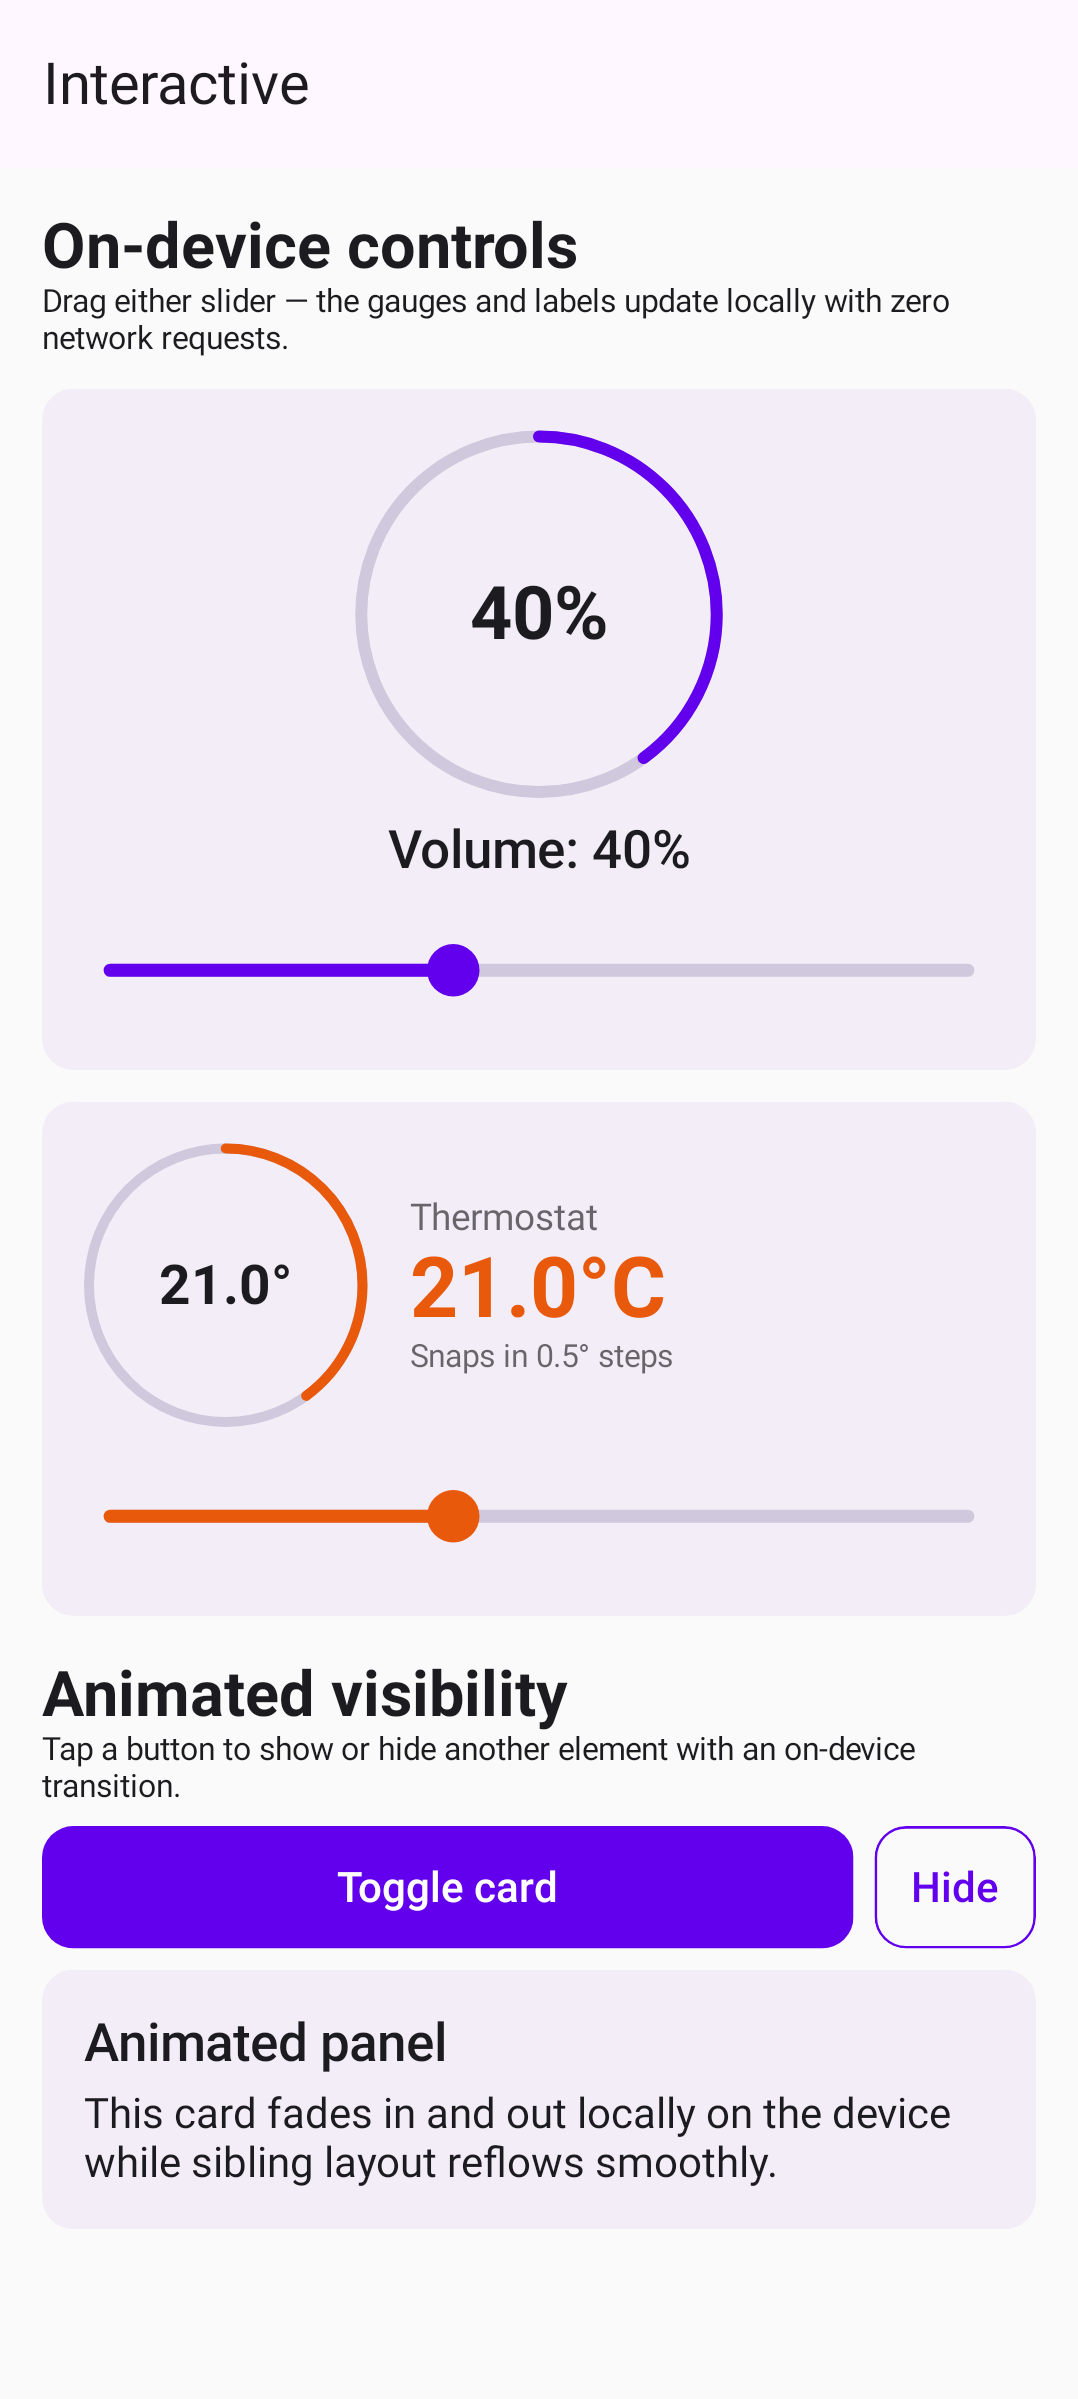 Interactive
On-device controls
Drag either slider — the gauges and labels update locally with zero
network requests.
40%
Volume: 40%
21.0°
Thermostat
21.0°C
Snaps in 0.5° steps
Animated visibility
Tap a button to show or hide another element with an on-device
transition.
Toggle card
Hide
Animated panel
This card fades in and out locally on the device
while sibling layout reflows smoothly.